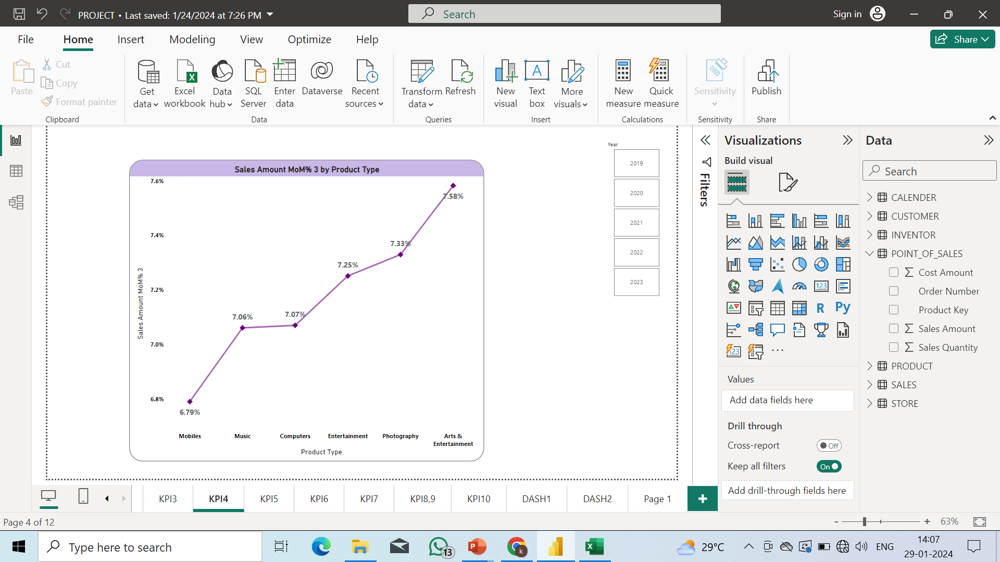 PROJECT • Last saved: 1/24/2024 at 7:26 PM
Search
Sign in
File Home Insert Modeling View Optimize Help
Share
Paste
Cut
Copy
Format painter
Clipboard
Get data
Excel workbook
Data hub
SQL Server
Enter data
Dataverse
Recent sources
Data
Transform data
Refresh
Queries
New visual
Text box
More visuals
Insert
New measure
Quick measure
Calculations
Sensitivity
Sensitivity
Publish
Share
Sales Amount MoM% 3 by Product Type
Sales Amount MoM% 3
7.6%
7.4%
7.2%
7.0%
6.8%
6.79%
7.06%
7.07%
7.25%
7.33%
7.58%
Mobiles
Music
Computers
Entertainment
Photography
Arts &
Entertainment
Product Type
Year
2019
2020
2021
2022
2023
Filters
Visualizations
Build visual
123
R
Py
123
Values
Add data fields here
Drill through
Cross-report
Off
Keep all filters
On
Add drill-through fields here
Data
Search
CALENDER
CUSTOMER
INVENTOR
POINT_OF_SALES
Cost Amount
Order Number
Product Key
Sales Amount
Sales Quantity
PRODUCT
SALES
STORE
KPI3 KPI4 KPI5 KPI6 KPI7 KPI8,9 KPI10 DASH1 DASH2 Page 1
Page 4 of 12
63%
Type here to search
13
29°C
ENG
14:07
29-01-2024